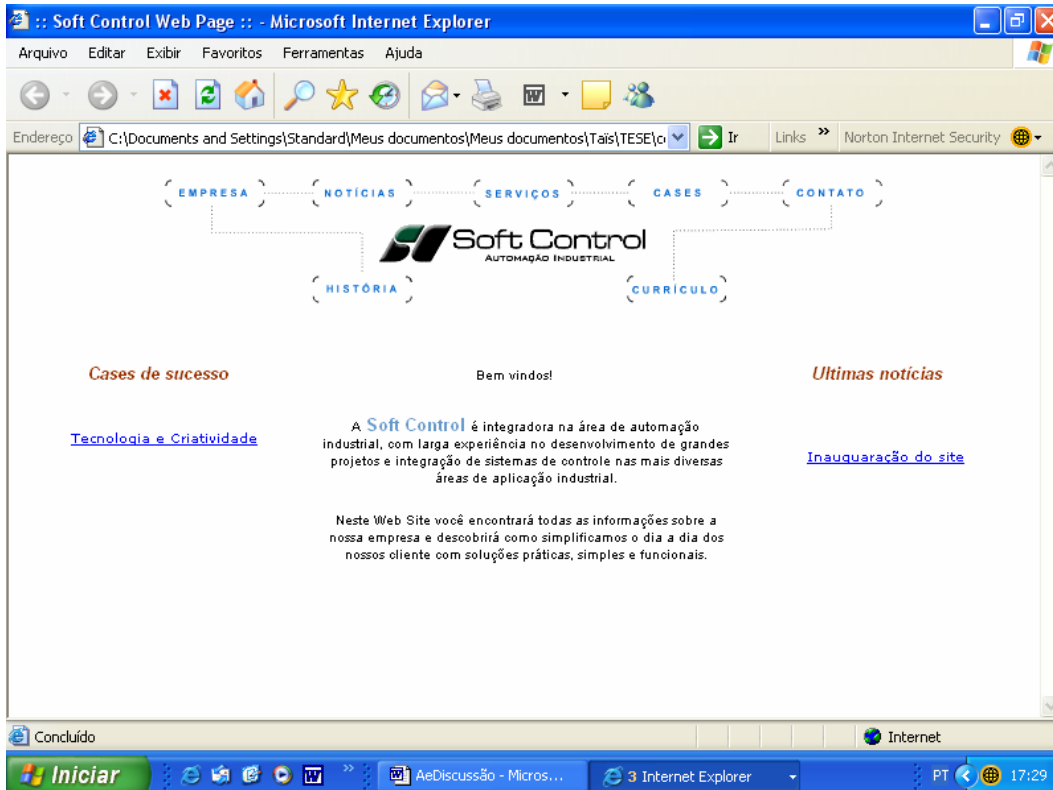 :: Soft Control Web Page :: - Microsoft Internet Explorer
Arquivo Editar Exibir Favoritos Ferramentas Ajuda
Endereço C:\Documents and Settings\Standard\Meus documentos\Meus documentos\Taïs\TESE\c Ir Links » Norton Internet Security
EMPRESA NOTÍCIAS SERVIÇOS CASES CONTATO
Soft Control
AUTOMAÇÃO INDUSTRIAL
HISTÓRIA CURRÍCULO
Cases de sucesso
Tecnologia e Criatividade
Bem vindos!
A Soft Control é integradora na área de automação
industrial, com larga experiência no desenvolvimento de grandes
projetos e integração de sistemas de controle nas mais diversas
áreas de aplicação industrial.
Neste Web Site você encontrará todas as informações sobre a
nossa empresa e descobrirá como simplificamos o dia a dia dos
nossos cliente com soluções práticas, simples e funcionais.
Ultimas notícias
Inauguaração do site
Concluído Internet
Iniciar » AeDiscussão - Micros... 3 Internet Explorer PT 17:29